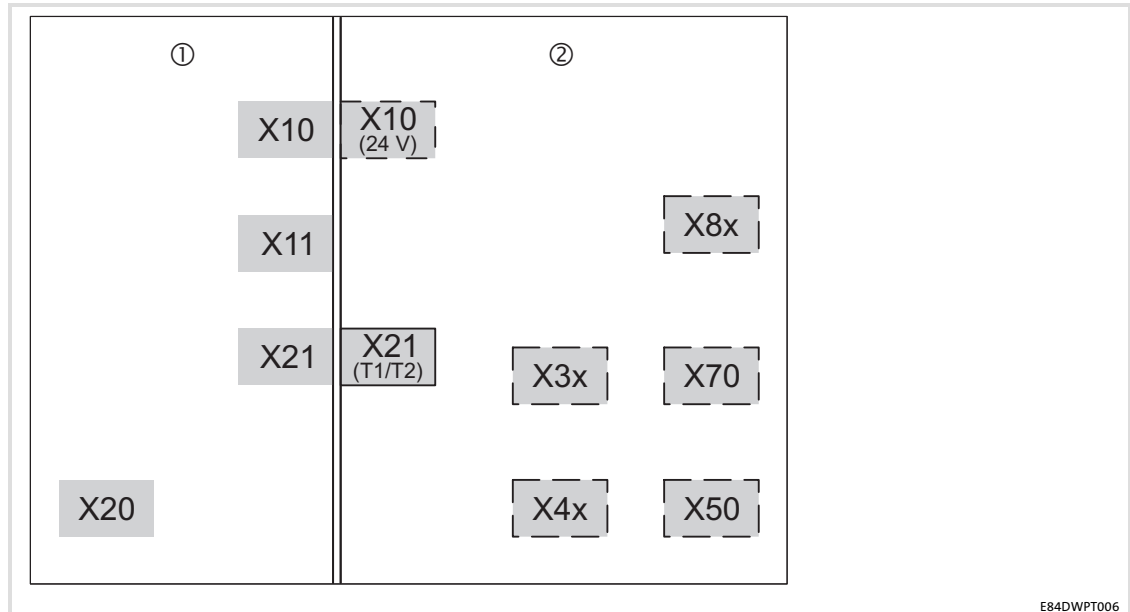 ① ②
X10 X10
(24 V)
X8x
X11
X21 X21
(T1/T2)
X3x X70
X20 X4x X50
E84DWPT006